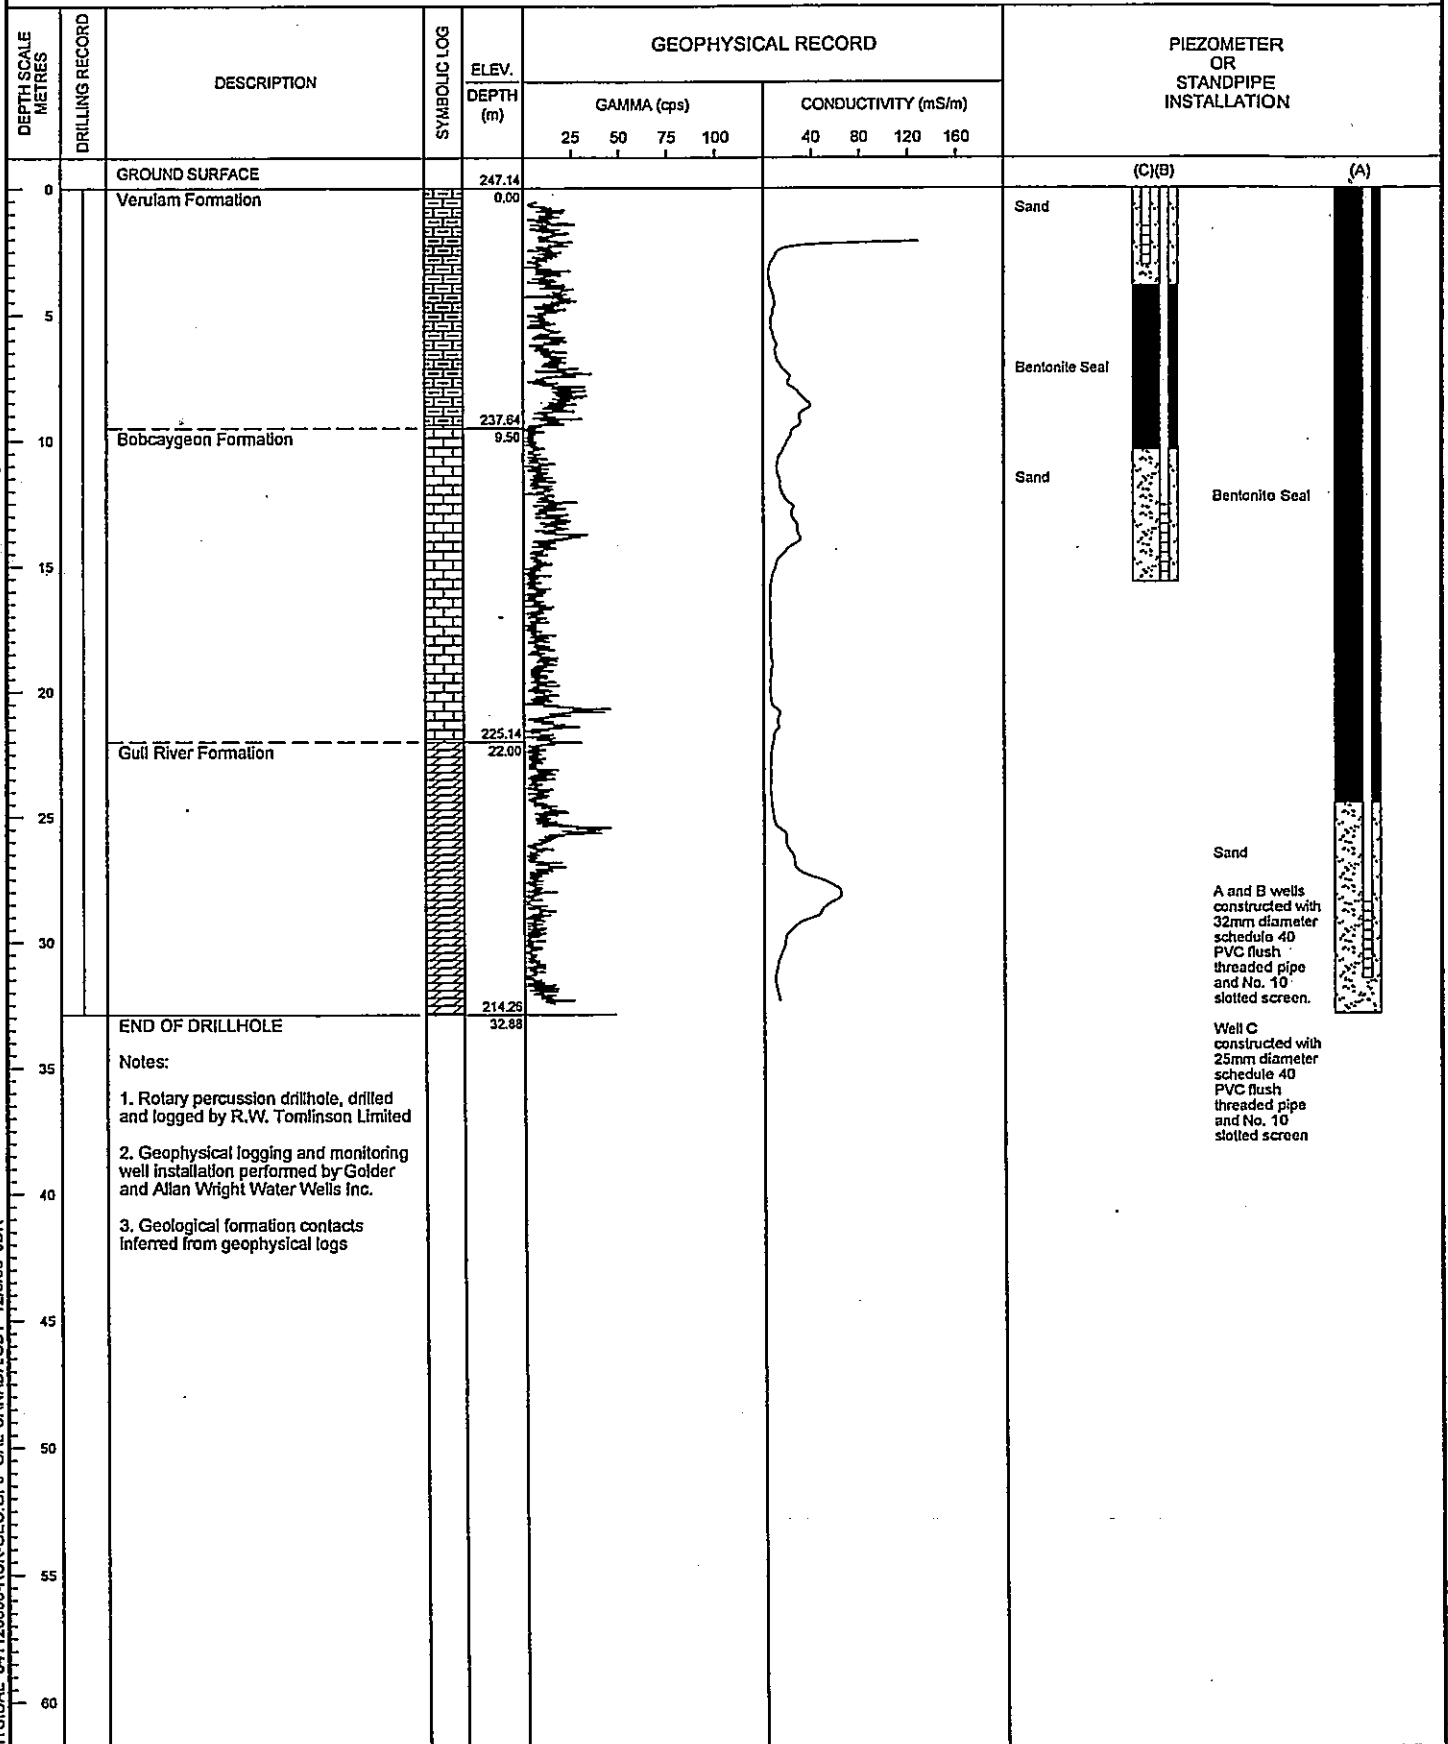 DEPTH SCALE
METRES
DRILLING RECORD
DESCRIPTION
SYMBOLIC LOG
ELEV.
DEPTH
(m)
GEOPHYSICAL RECORD
GAMMA (cps)
25 50 75 100
CONDUCTIVITY (mS/m)
40 80 120 160
PIEZOMETER
OR
STANDPIPE
INSTALLATION
GROUND SURFACE
247.14
(C)(B)
(A)
0
Verulam Formation
0.00
Sand
5
Bentonite Seal
237.64
10
Bobcaygeon Formation
9.50
Sand
Bentonite Seal
15
20
225.14
Gull River Formation
22.00
25
Sand
A and B wells
constructed with
32mm diameter
schedule 40
PVC flush
threaded pipe
and No. 10
slotted screen.
30
214.26
END OF DRILLHOLE
32.88
Well C
constructed with
25mm diameter
schedule 40
PVC flush
threaded pipe
and No. 10
slotted screen
Notes:
35
1. Rotary percussion drillhole, drilled
and logged by R.W. Tomlinson Limited
2. Geophysical logging and monitoring
well installation performed by Golder
and Allan Wright Water Wells Inc.
40
3. Geological formation contacts
inferred from geophysical logs
45
50
55
60